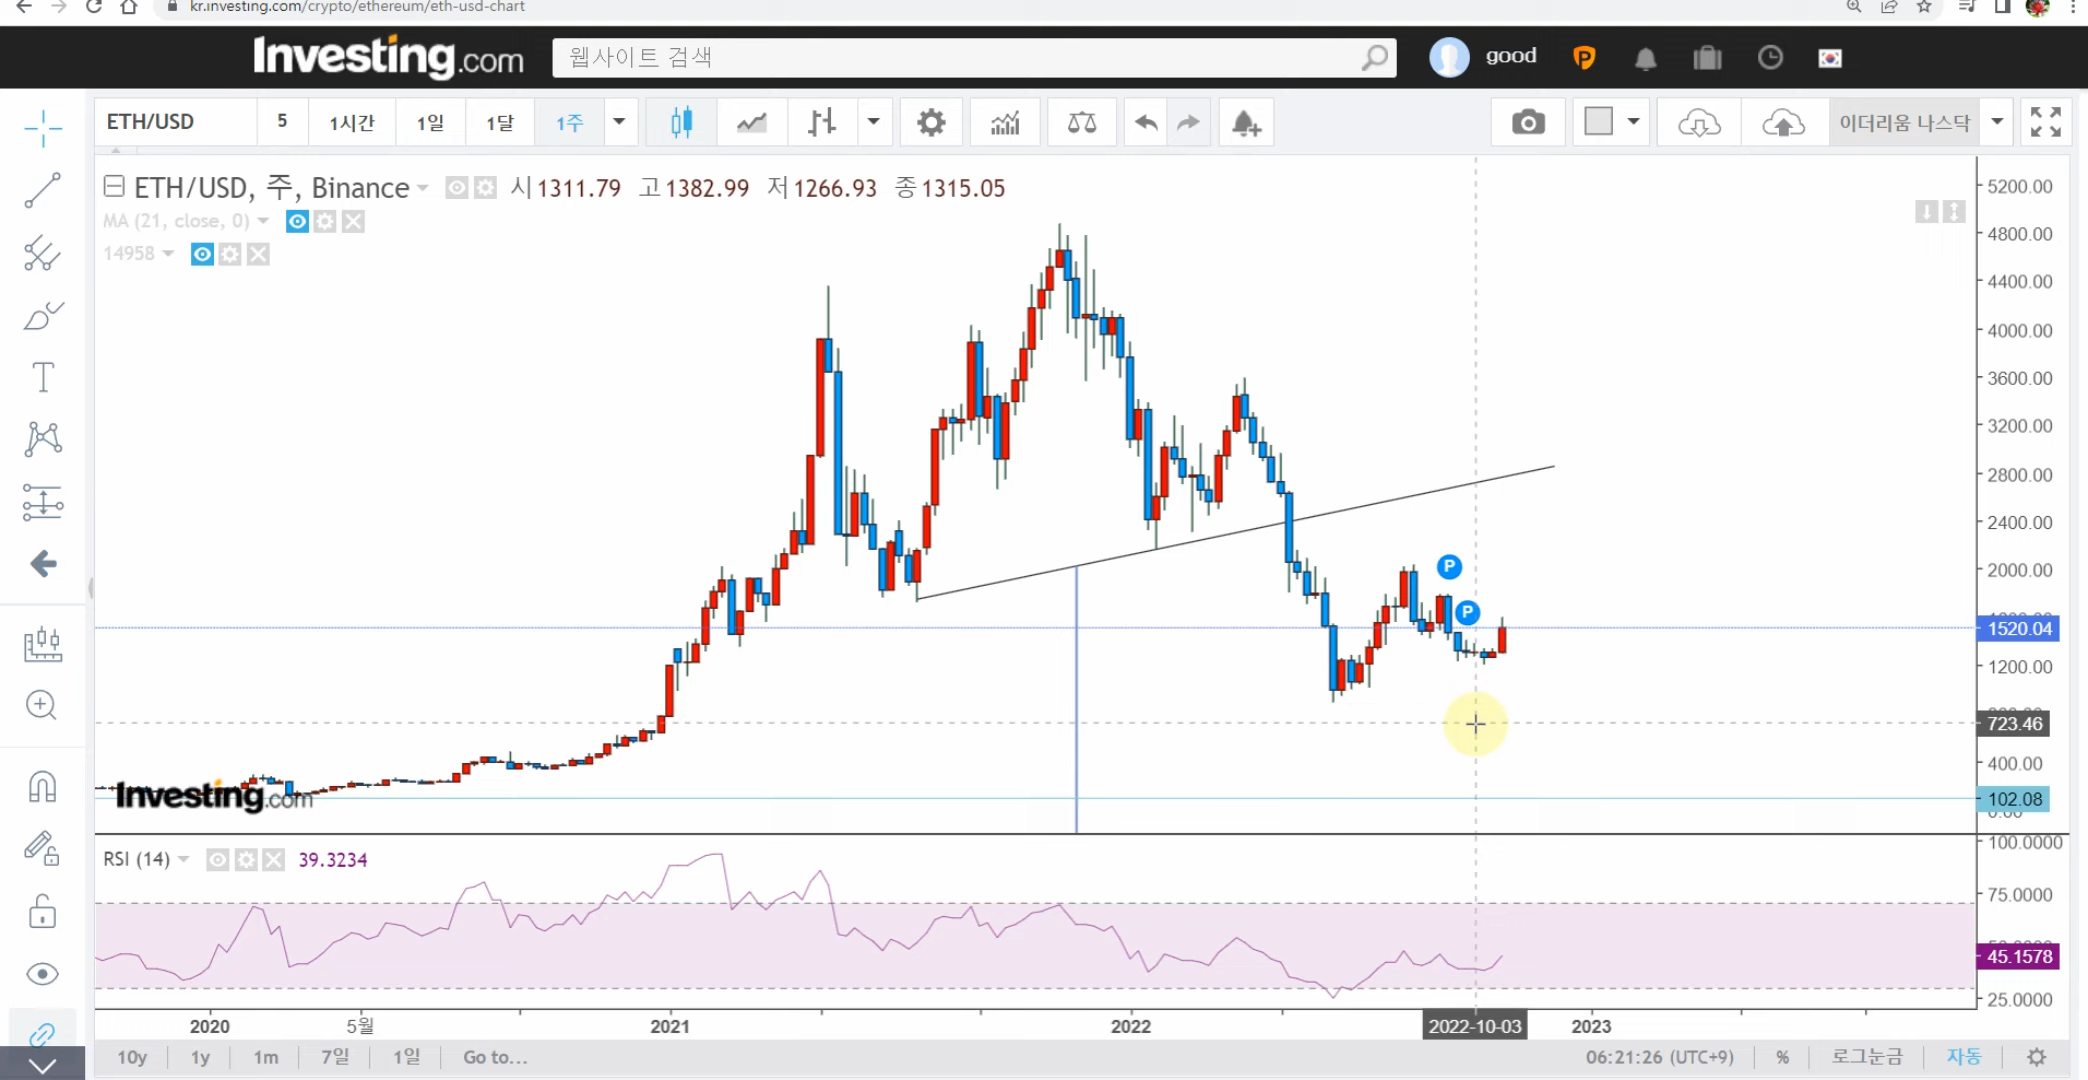 kr.investing.com/crypto/ethereum/eth-usd-chart
Investing.com 웹사이트 검색 good P
ETH/USD 5 1시간 1일 1달 1주 이더리움 나스닥
ETH/USD, 주, Binance 시 1311.79 고 1382.99 저 1266.93 종 1315.05
MA (21, close, 0)
14958
5200.00
4800.00
4400.00
4000.00
3600.00
3200.00
2800.00
2400.00
2000.00
P
P
1520.04
1200.00
723.46
400.00
102.08
0.00
Investing.com
RSI (14) 39.3234
100.0000
75.0000
45.1578
25.0000
2020 5월 2021 2022 2022-10-03 2023
10y 1y 1m 7일 1일 Go to... 06:21:26 (UTC+9) % 로그눈금 자동